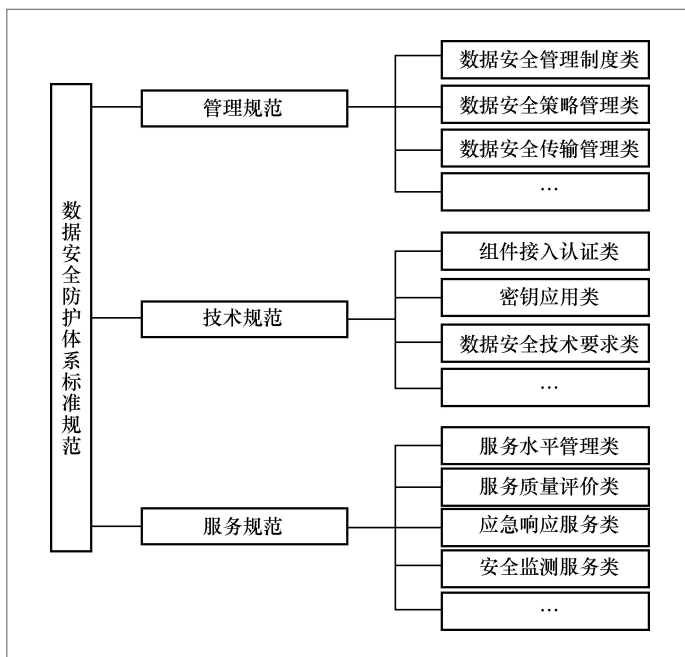 数据安全防护体系标准规范
管理规范
数据安全管理制度类
数据安全策略管理类
数据安全传输管理类
…
技术规范
组件接入认证类
密钥应用类
数据安全技术要求类
…
服务规范
服务水平管理类
服务质量评价类
应急响应服务类
安全监测服务类
…